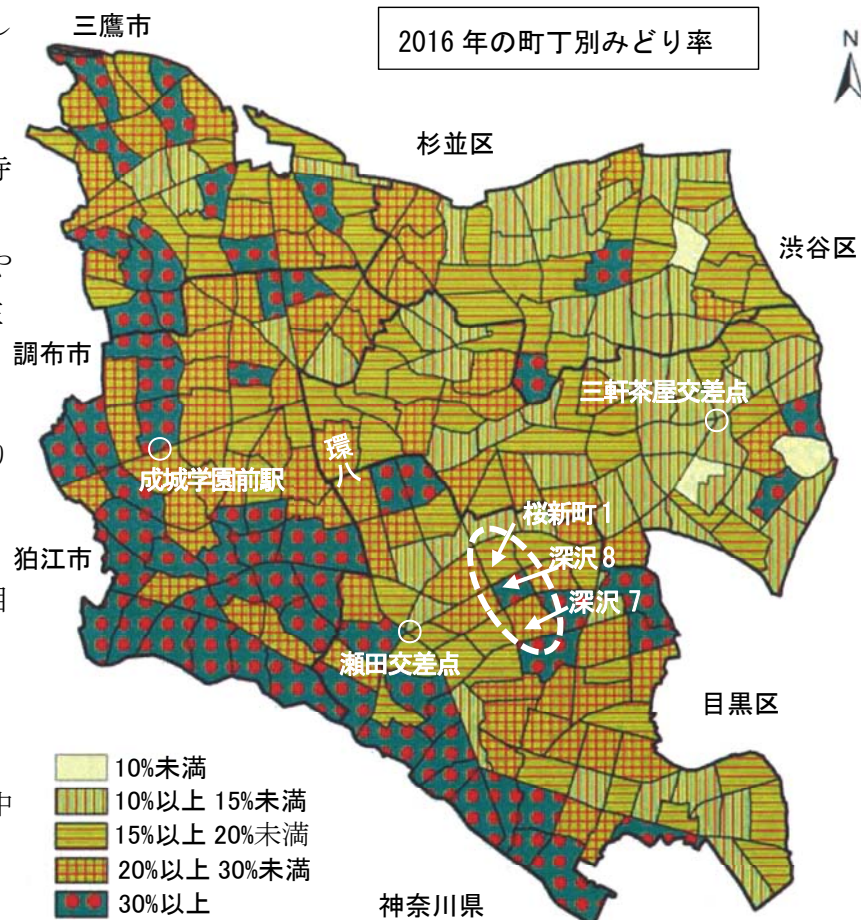 三鷹市
2016年の町丁別みどり率
N
杉並区
渋谷区
調布市
三軒茶屋交差点
環八
成城学園前駅
桜新町1
狛江市
深沢8
深沢7
瀬田交差点
目黒区
10%未満
10%以上 15%未満
15%以上 20%未満
20%以上 30%未満
30%以上
神奈川県